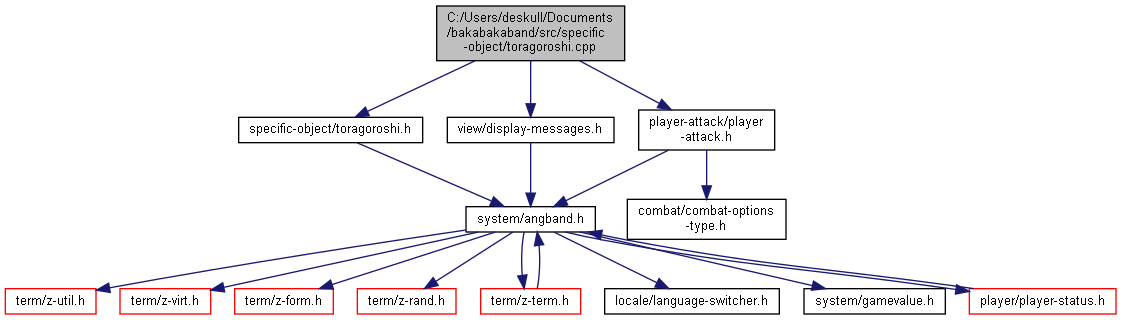 C:/Users/deskull/Documents
/bakabakaband/src/specific
-object/toragoroshi.cpp
specific-object/toragoroshi.h
view/display-messages.h
player-attack/player
-attack.h
system/angband.h
combat/combat-options
-type.h
term/z-util.h
term/z-virt.h
term/z-form.h
term/z-rand.h
term/z-term.h
locale/language-switcher.h
system/gamevalue.h
player/player-status.h